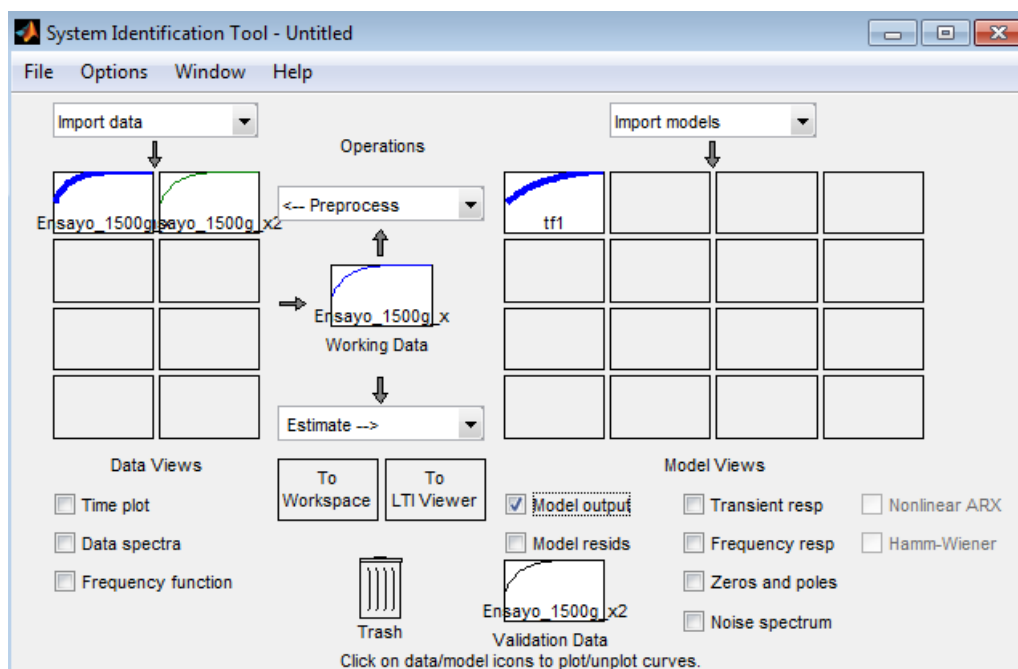 System Identification Tool - Untitled
File Options Window Help
Import data
Import models
Operations
Ensayo_1500g_x
sayo_1500g_x2
<-- Preprocess
tf1
Ensayo_1500g_x
Working Data
Estimate -->
Data Views
Model Views
To
Workspace
To
LTI Viewer
Time plot
Model output
Transient resp
Nonlinear ARX
Data spectra
Model resids
Frequency resp
Hamm-Wiener
Frequency function
Zeros and poles
Ensayo_1500g_x2
Noise spectrum
Trash
Validation Data
Click on data/model icons to plot/unplot curves.